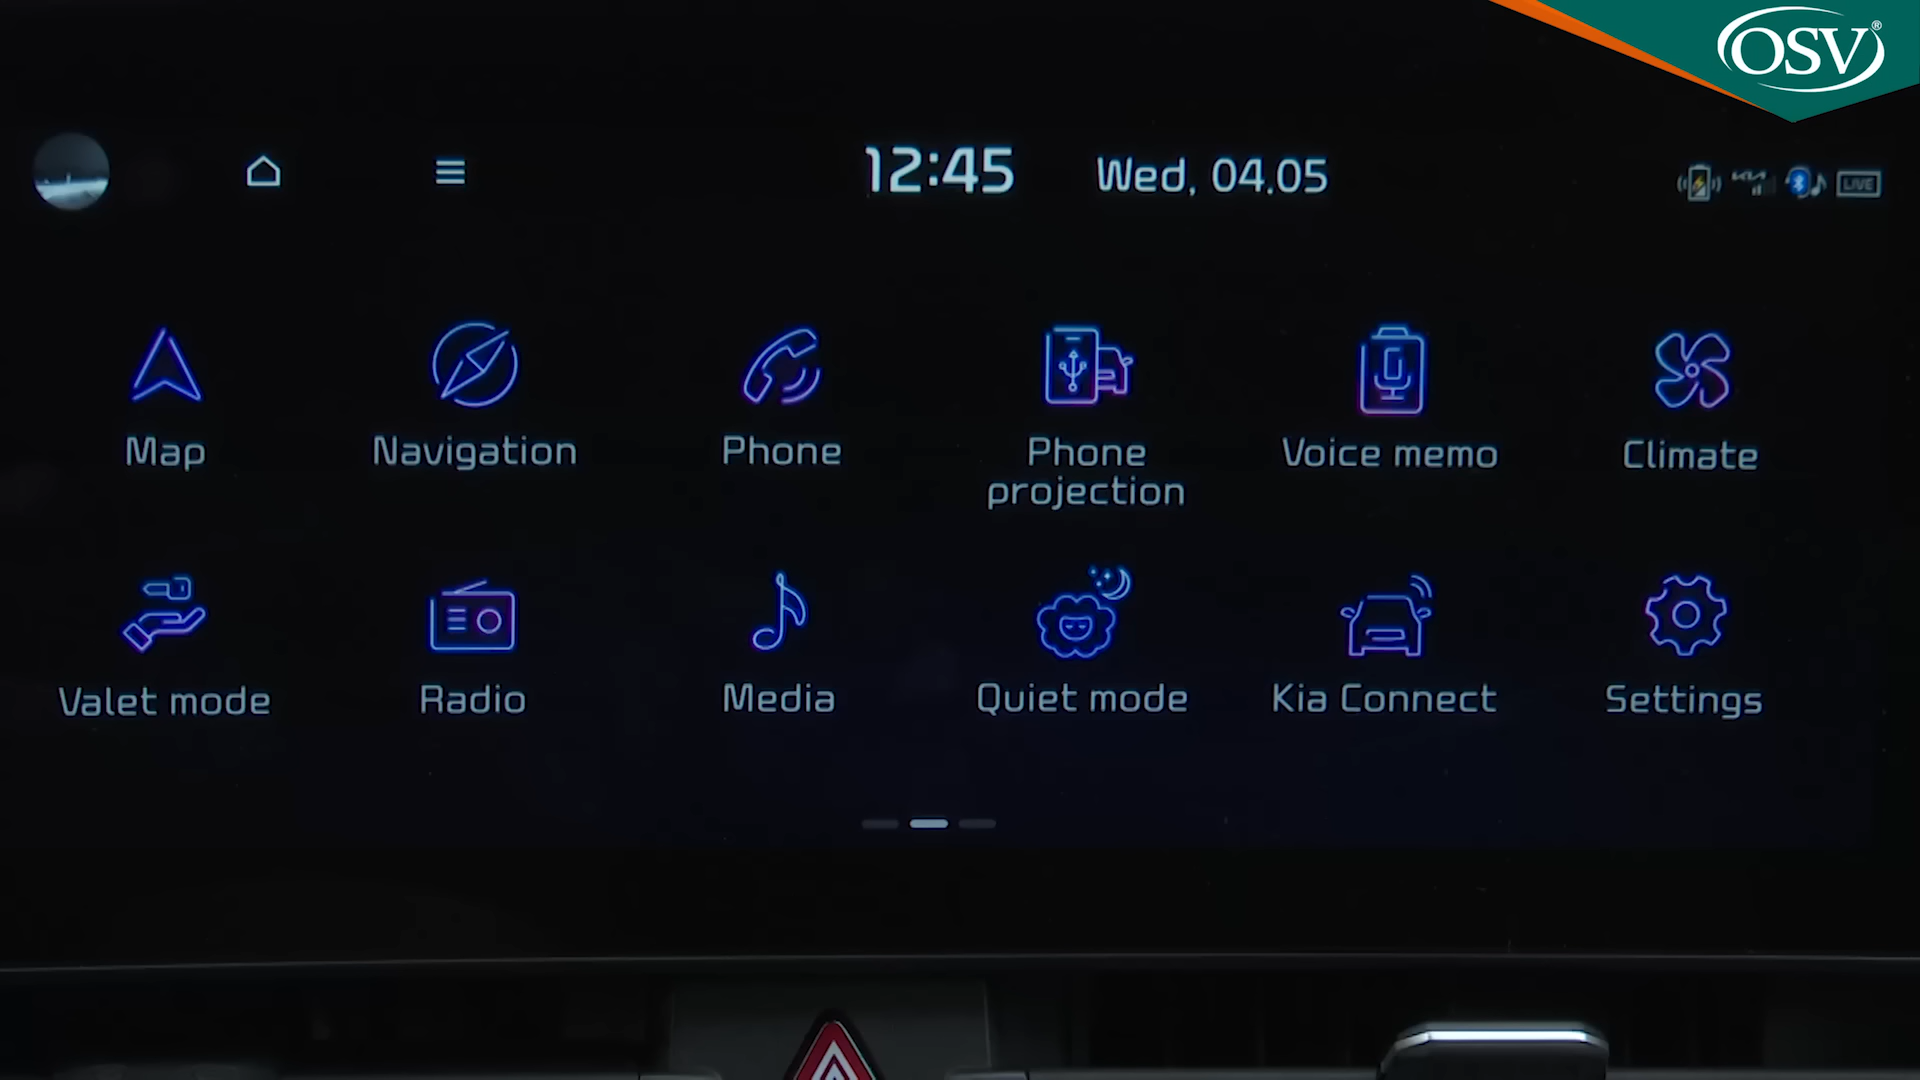 OSV®
12:45 Wed, 04.05
KIA
LIVE
Map Navigation Phone Phone projection Voice memo Climate
Valet mode Radio Media Quiet mode Kia Connect Settings